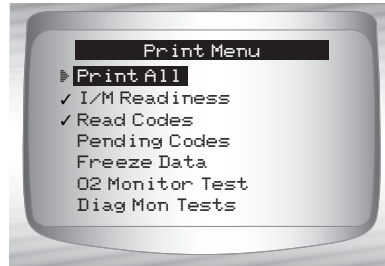 Print Menu
Print All
✓ I/M Readiness
✓ Read Codes
Pending Codes
Freeze Data
O2 Monitor Test
Diag Mon Tests